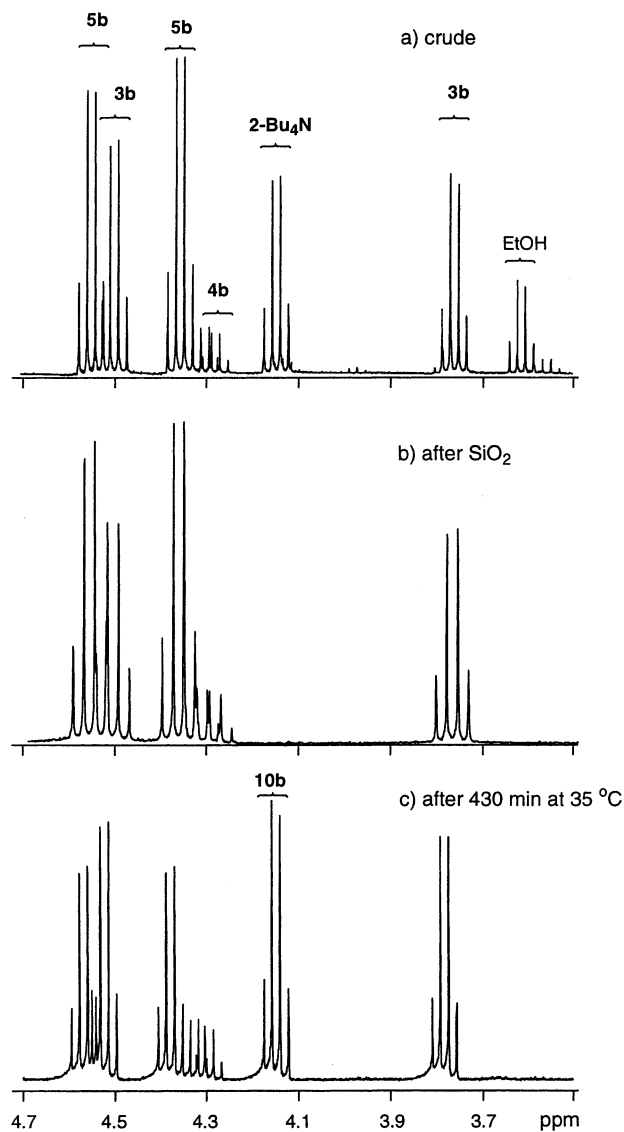 a) crude
5b
5b
3b
3b
2-Bu₄N
EtOH
4b
b) after SiO₂
10b
c) after 430 min at 35 °C
4.7 4.5 4.3 4.1 3.9 3.7 ppm